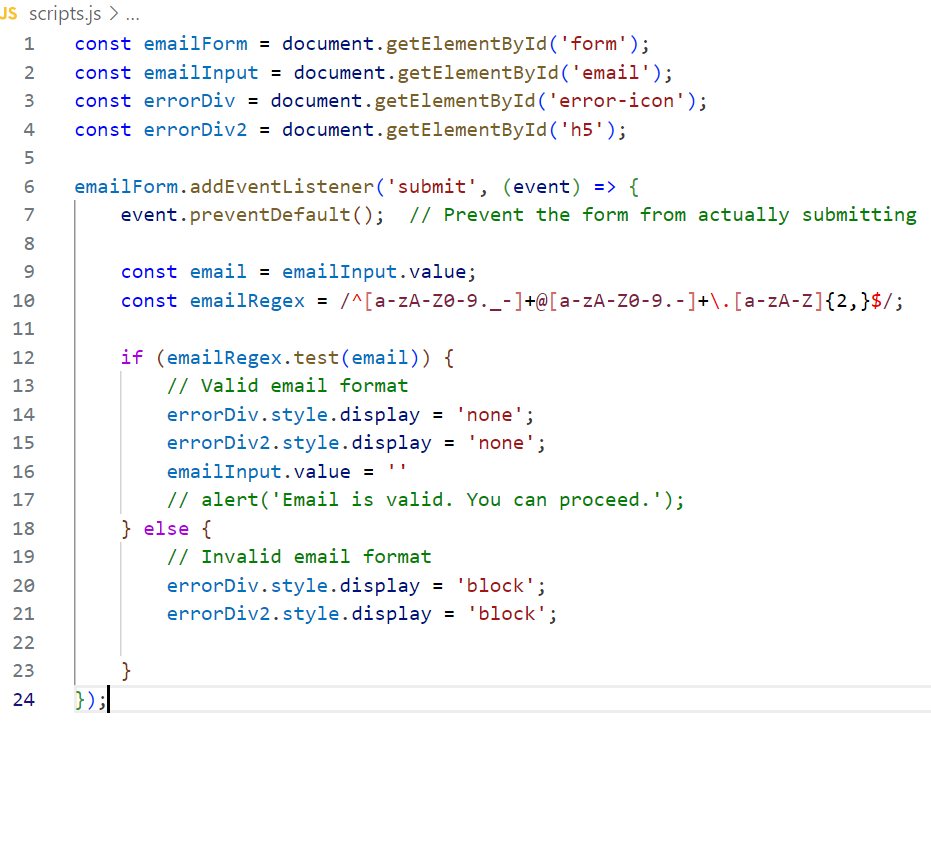 JS scripts.js > ...
1 const emailForm = document.getElementById('form');
2 const emailInput = document.getElementById('email');
3 const errorDiv = document.getElementById('error-icon');
4 const errorDiv2 = document.getElementById('h5');
5
6 emailForm.addEventListener('submit', (event) => {
7     event.preventDefault();  // Prevent the form from actually submitting
8
9     const email = emailInput.value;
10     const emailRegex = /^[a-zA-Z0-9._-]+@[a-zA-Z0-9.-]+\.[a-zA-Z]{2,}$/;
11
12     if (emailRegex.test(email)) {
13         // Valid email format
14         errorDiv.style.display = 'none';
15         errorDiv2.style.display = 'none';
16         emailInput.value = ''
17         // alert('Email is valid. You can proceed.');
18     } else {
19         // Invalid email format
20         errorDiv.style.display = 'block';
21         errorDiv2.style.display = 'block';
22
23     }
24 });